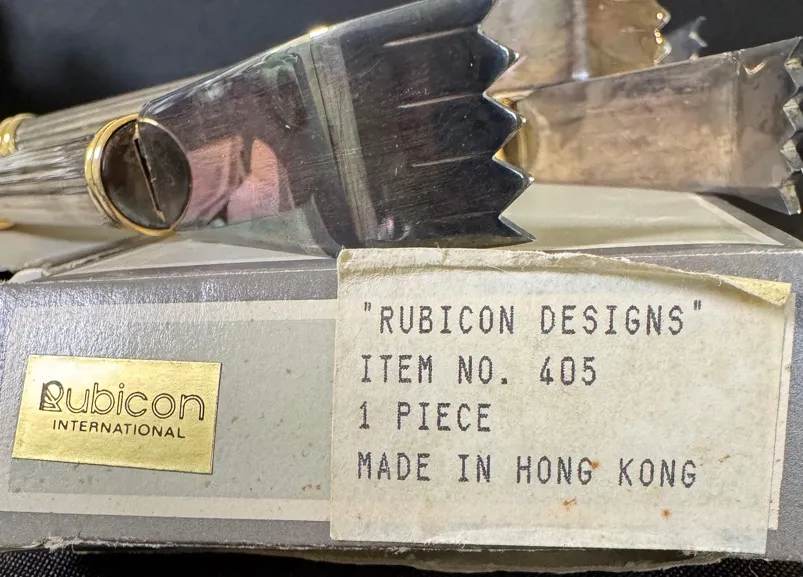 "RUBICON DESIGNS"
ITEM NO. 405
1 PIECE
MADE IN HONG KONG
Rubicon
INTERNATIONAL